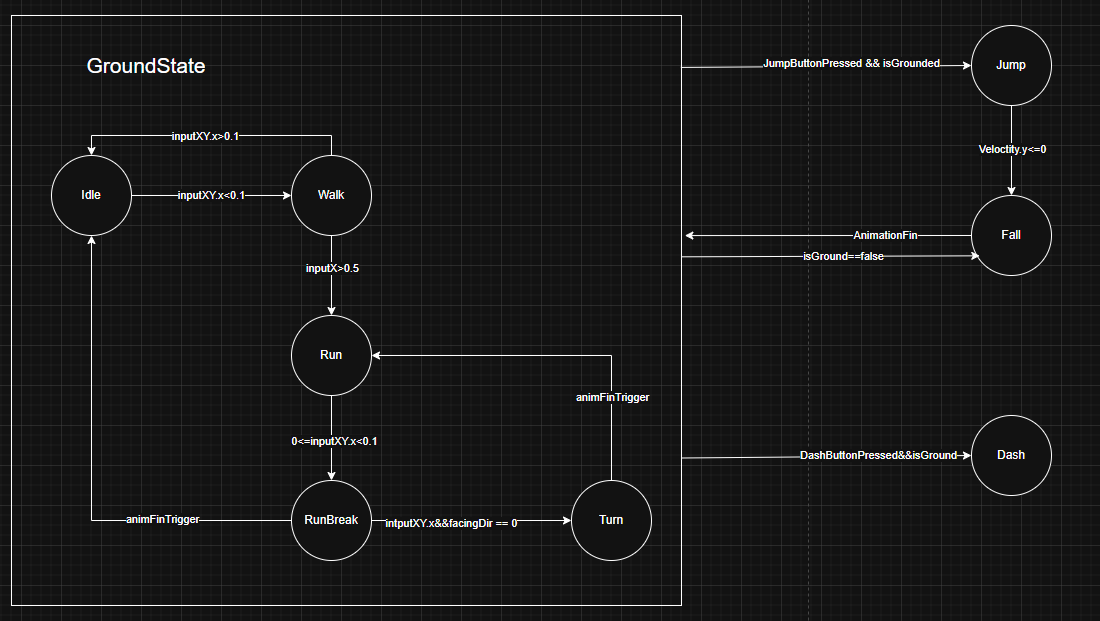 GroundState
JumpButtonPressed && isGrounded
Jump
inputXY.x>0.1
Veloctity.y<=0
Idle
inputXY.x<0.1
Walk
AnimationFin
Fall
isGround==false
inputX>0.5
Run
animFinTrigger
0<=inputXY.x<0.1
DashButtonPressed&&isGround
Dash
animFinTrigger
RunBreak
intputXY.x&&facingDir == 0
Turn